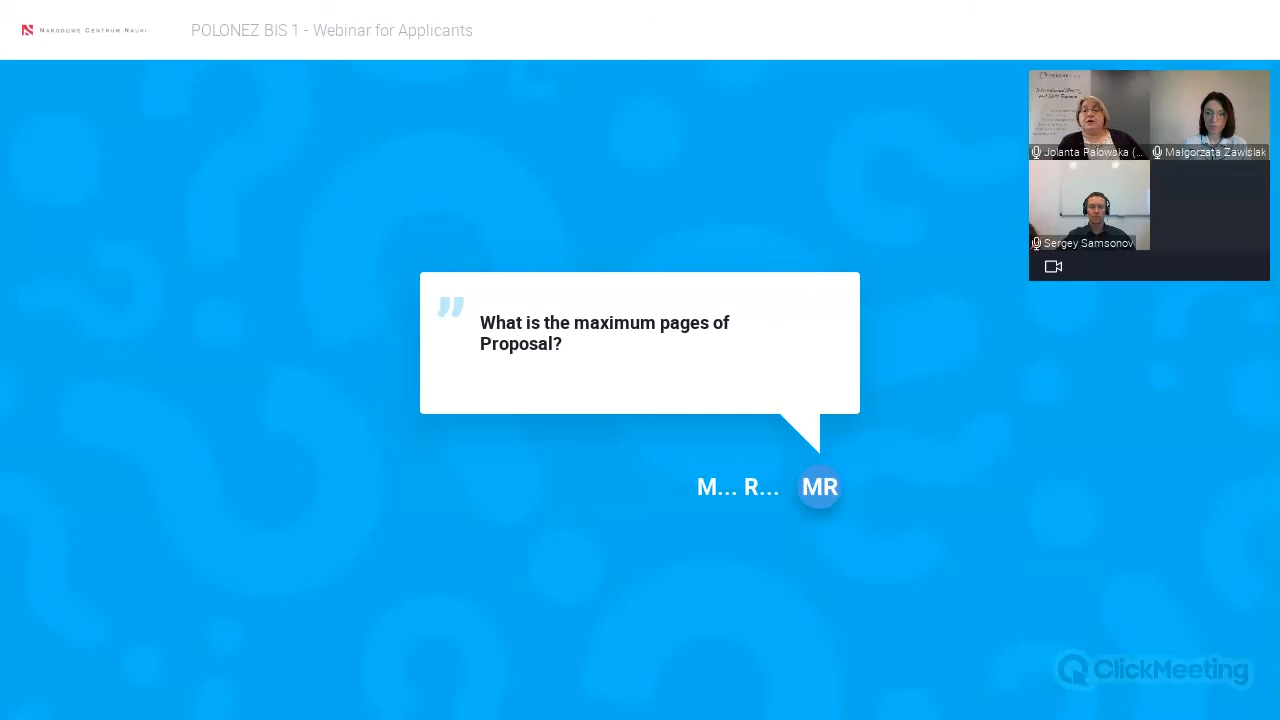 NARODOWE CENTRUM NAUKI
POLONEZ BIS 1 - Webinar for Applicants
Jolanta Palowska (...
Małgorzata Zawiślak
Sergey Samsonov
”
What is the maximum pages of
Proposal?
M... R...
MR
ClickMeeting